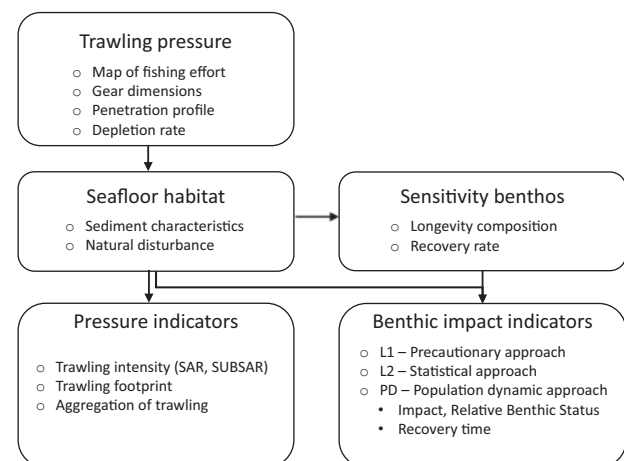 Trawling pressure
○ Map of fishing effort
○ Gear dimensions
○ Penetration profile
○ Depletion rate
Seafloor habitat
○ Sediment characteristics
○ Natural disturbance
Sensitivity benthos
○ Longevity composition
○ Recovery rate
Pressure indicators
○ Trawling intensity (SAR, SUBSAR)
○ Trawling footprint
○ Aggregation of trawling
Benthic impact indicators
○ L1 – Precautionary approach
○ L2 – Statistical approach
○ PD – Population dynamic approach
• Impact, Relative Benthic Status
• Recovery time